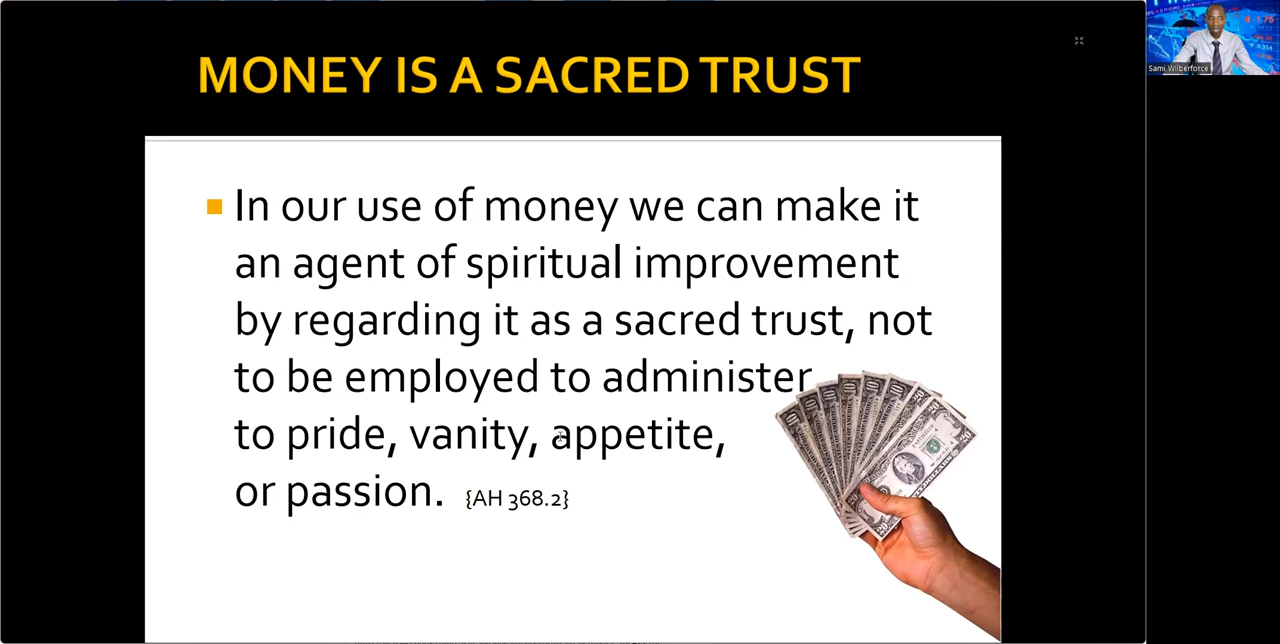 MONEY IS A SACRED TRUST
In our use of money we can make it
an agent of spiritual improvement
by regarding it as a sacred trust, not
to be employed to administer
to pride, vanity, appetite,
or passion. {AH 368.2}
Sami Wilberforce